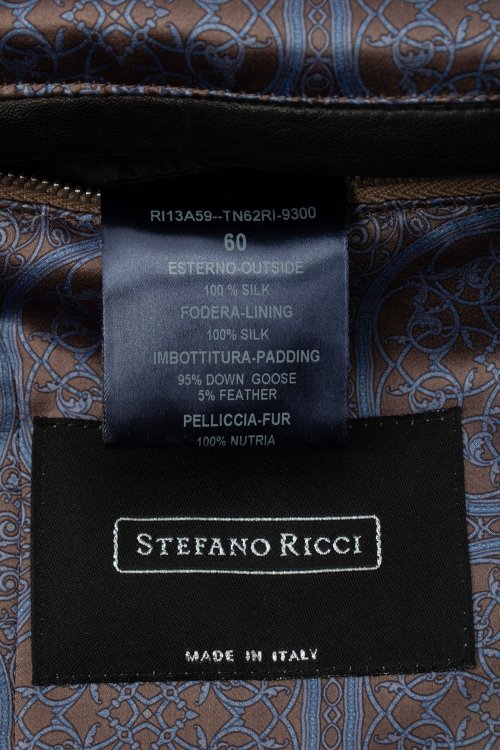 RI13A59--TN62RI-9300
60
ESTERNO-OUTSIDE
100 % SILK
FODERA-LINING
100% SILK
IMBOTTITURA-PADDING
95% DOWN GOOSE
5% FEATHER
PELLICCIA-FUR
100% NUTRIA
STEFANO RICCI
MADE IN ITALY